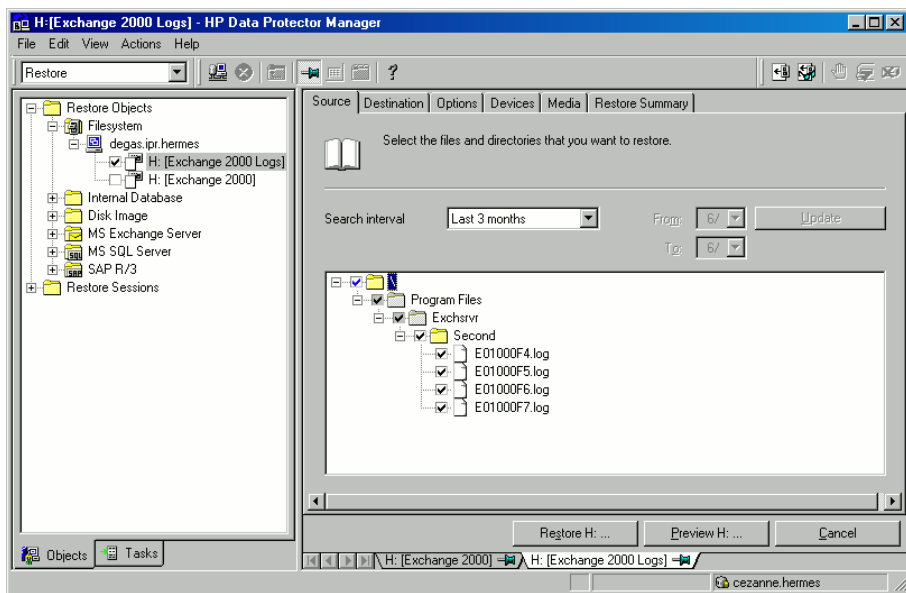 H:[Exchange 2000 Logs] - HP Data Protector Manager
File Edit View Actions Help
Restore
?
Restore Objects
Filesystem
degas.ipr.hermes
H: [Exchange 2000 Logs]
H: [Exchange 2000]
Internal Database
Disk Image
MS Exchange Server
MS SQL Server
SAP R/3
Restore Sessions
Objects Tasks
Source Destination Options Devices Media Restore Summary
Select the files and directories that you want to restore.
Search interval Last 3 months From: 6/ Update
To: 6/
\
Program Files
Exchsrvr
Second
E01000F4.log
E01000F5.log
E01000F6.log
E01000F7.log
Restore H: ... Preview H: ... Cancel
H: [Exchange 2000] H: [Exchange 2000 Logs]
cezanne.hermes